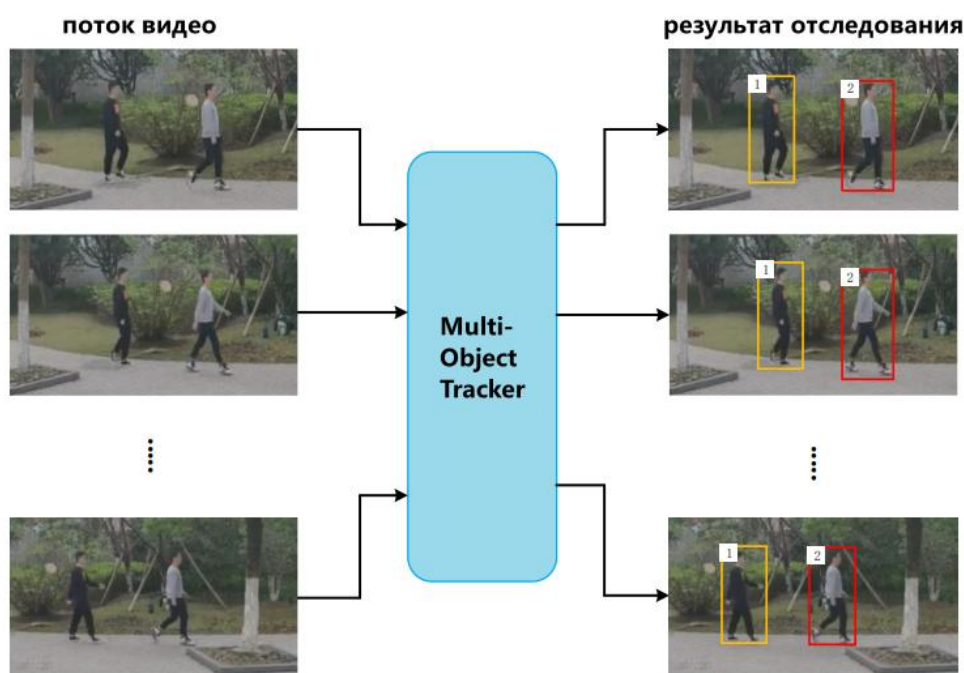 поток видео
результат отследования
1
2
1
2
Multi-
Object
Tracker
1
2